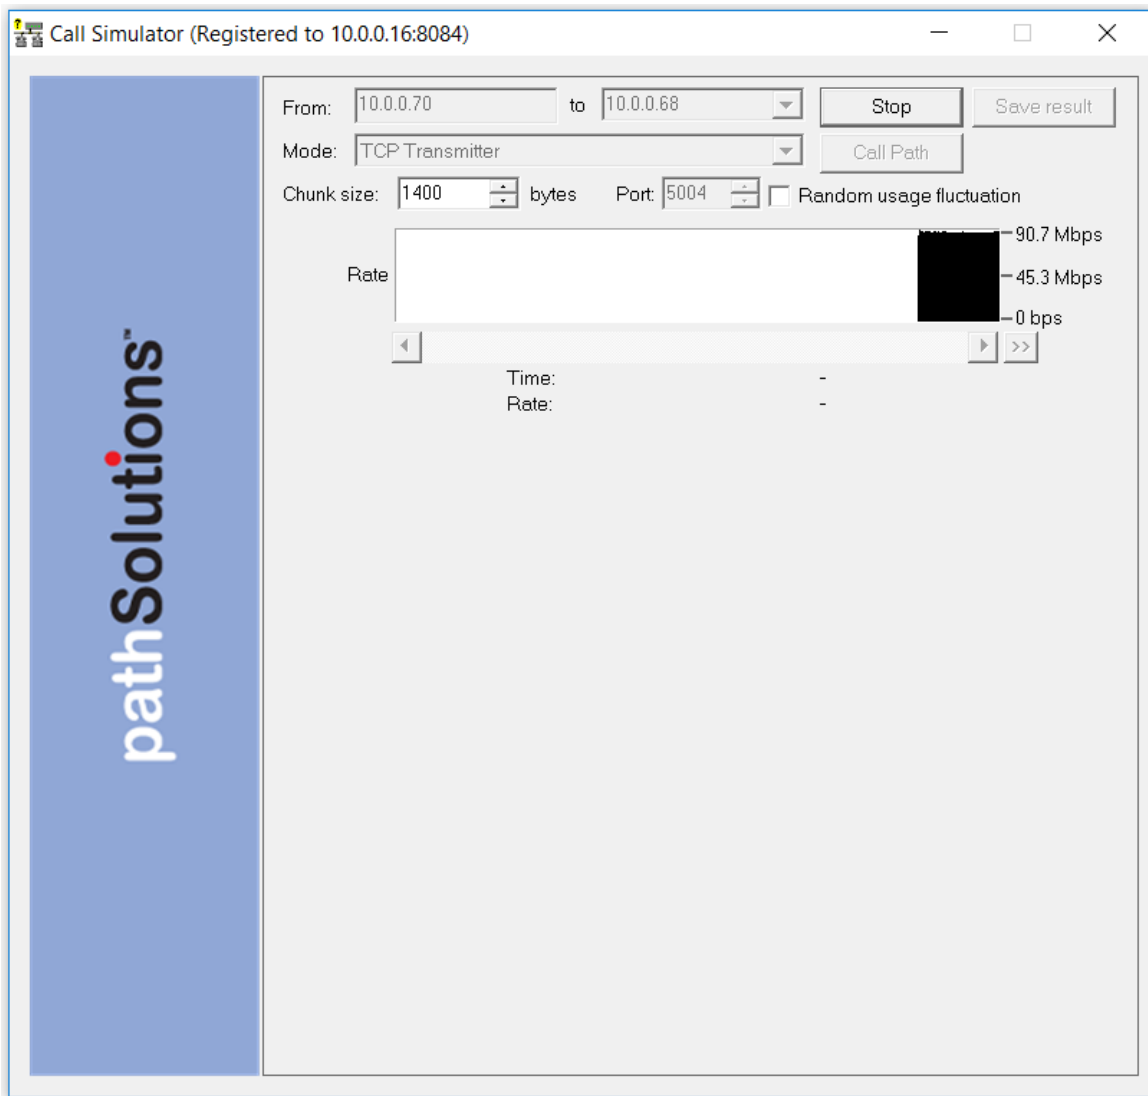 Call Simulator (Registered to 10.0.0.16:8084)
From: 10.0.0.70 to 10.0.0.68 Stop Save result
Mode: TCP Transmitter Call Path
Chunk size: 1400 bytes Port: 5004 Random usage fluctuation
90.7 Mbps
Rate 45.3 Mbps
0 bps
>>
Time: -
Rate: -
pathSolutions™